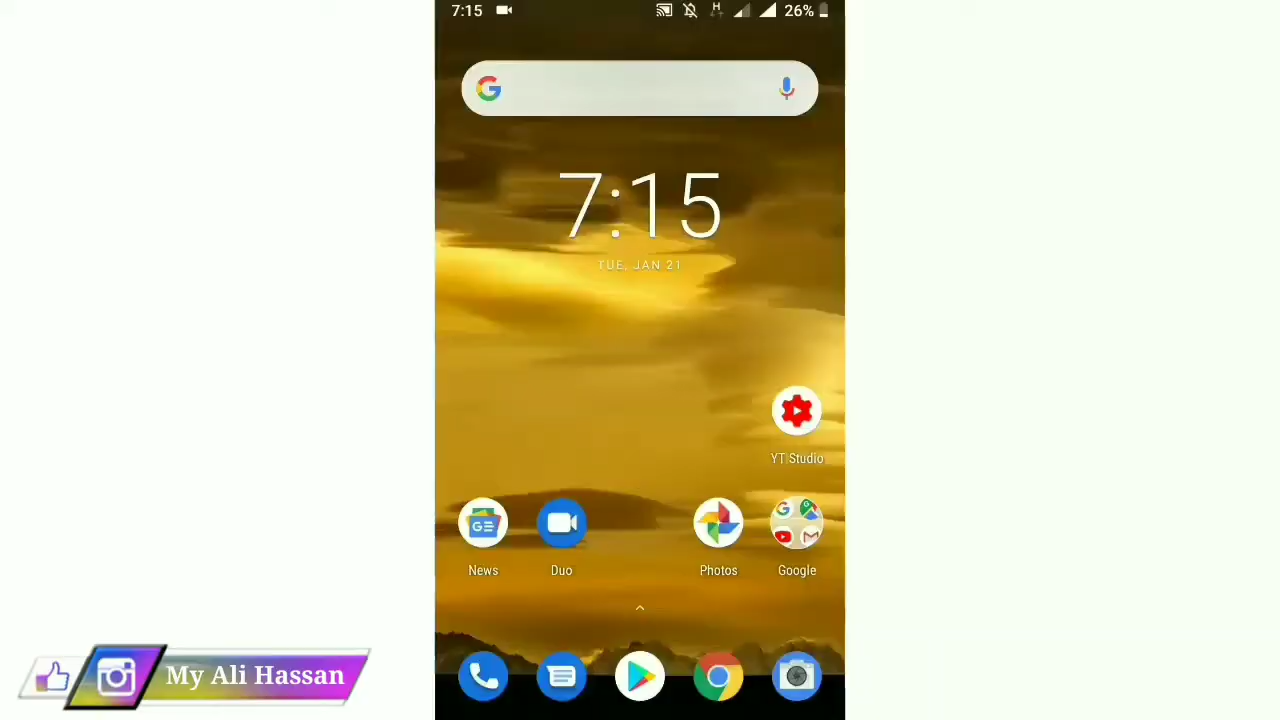 7:15
H
26%
7:15
TUE, JAN 21
YT Studio
News
Duo
Photos
Google
My Ali Hassan